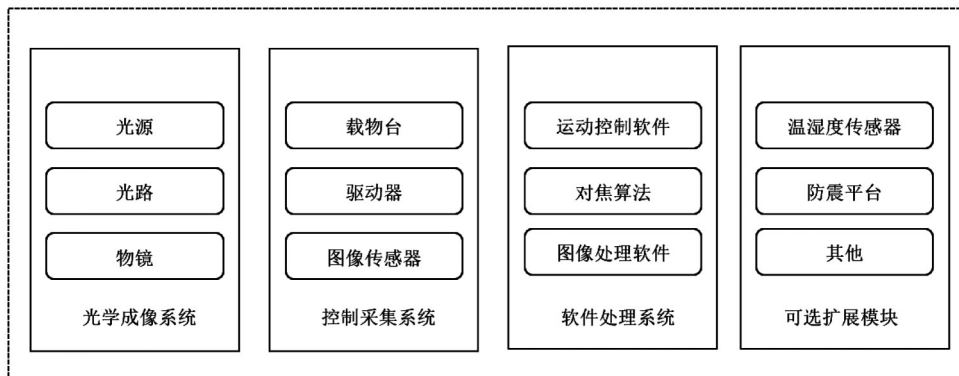 光源
光路
物镜
光学成像系统
载物台
驱动器
图像传感器
控制采集系统
运动控制软件
对焦算法
图像处理软件
软件处理系统
温湿度传感器
防震平台
其他
可选扩展模块